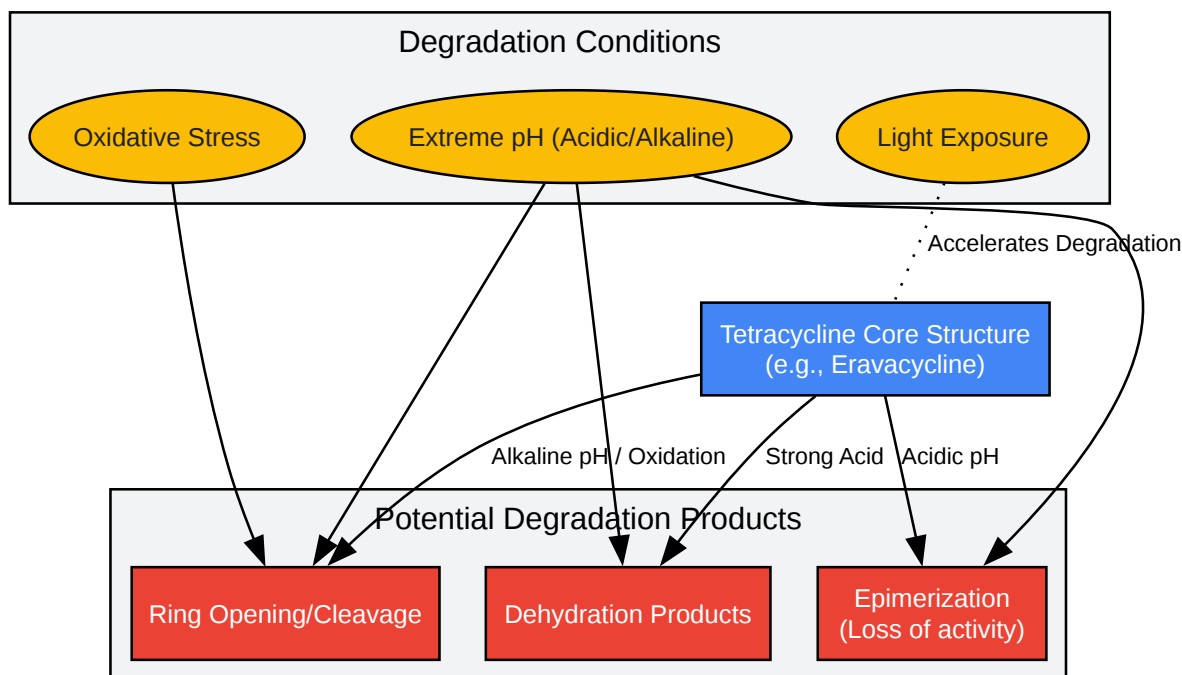 Degradation Conditions
Oxidative Stress
Extreme pH (Acidic/Alkaline)
Light Exposure
Accelerates Degradation
Tetracycline Core Structure
(e.g., Eravacycline)
Alkaline pH / Oxidation
Strong Acid
Acidic pH
Potential Degradation Products
Ring Opening/Cleavage
Dehydration Products
Epimerization
(Loss of activity)